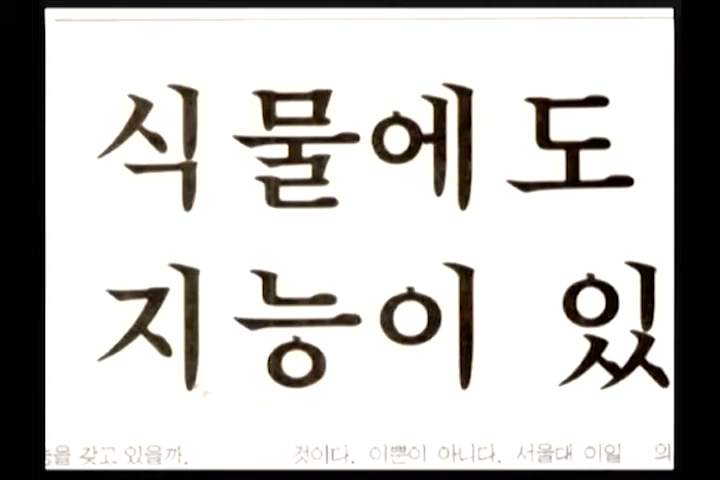 식물에도
지능이 있
을 갖고 있을까. 것이다. 이뿐이 아니다. 서울대 이일 의